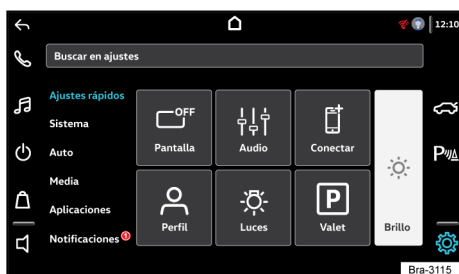 12:10
Buscar en ajustes
Ajustes rápidos
Sistema
Auto
Media
Aplicaciones
Notificaciones 1
OFF
Pantalla
Audio
Conectar
Perfil
Luces
P
Valet
Brillo
P
Bra-3115